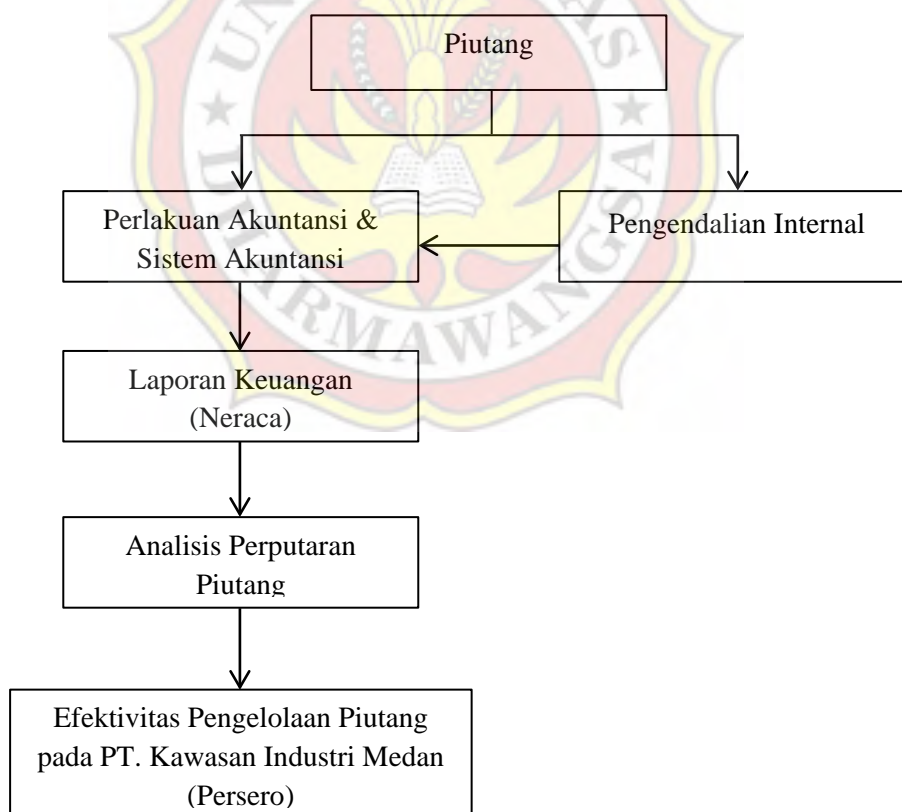 Piutang
Perlakuan Akuntansi &
Sistem Akuntansi
Pengendalian Internal
Laporan Keuangan
(Neraca)
Analisis Perputaran
Piutang
Efektivitas Pengelolaan Piutang
pada PT. Kawasan Industri Medan
(Persero)
DHARMAWANGSA